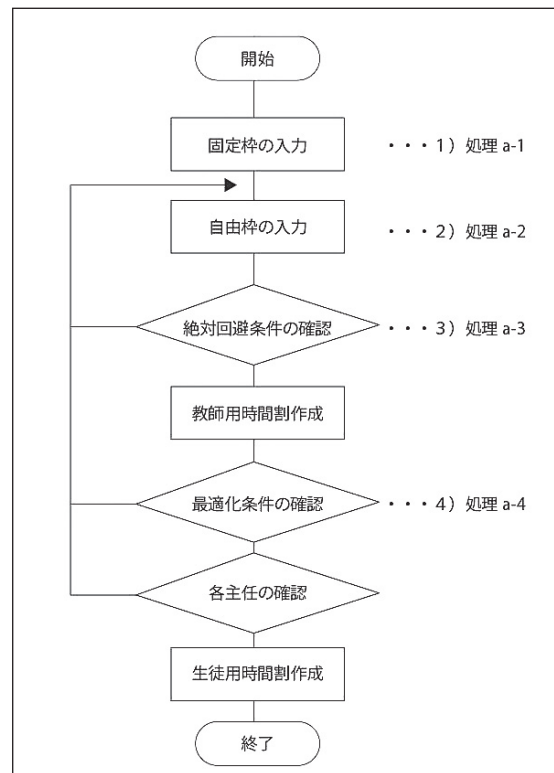 開始
固定枠の入力 ・・・1）処理 a-1
自由枠の入力 ・・・2）処理 a-2
絶対回避条件の確認 ・・・3）処理 a-3
教師用時間割作成
最適化条件の確認 ・・・4）処理 a-4
各主任の確認
生徒用時間割作成
終了